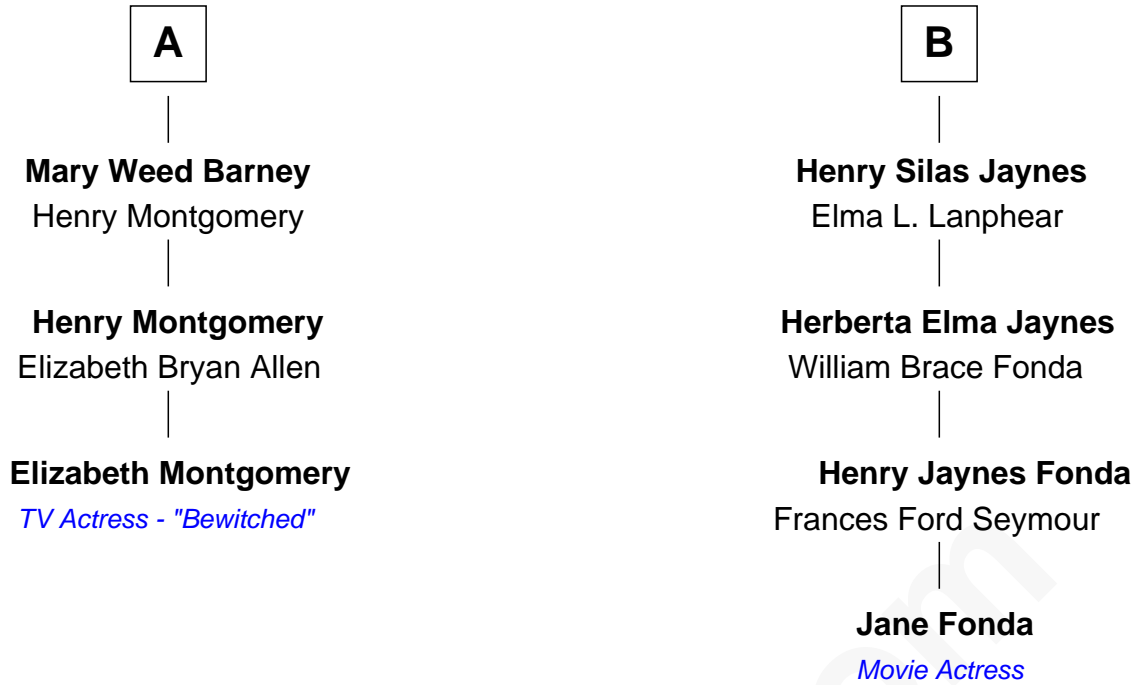 A
Mary Weed Barney
Henry Montgomery
Henry Montgomery
Elizabeth Bryan Allen
Elizabeth Montgomery
TV Actress - "Bewitched"
B
Henry Silas Jaynes
Elma L. Lanphear
Herberta Elma Jaynes
William Brace Fonda
Henry Jaynes Fonda
Frances Ford Seymour
Jane Fonda
Movie Actress